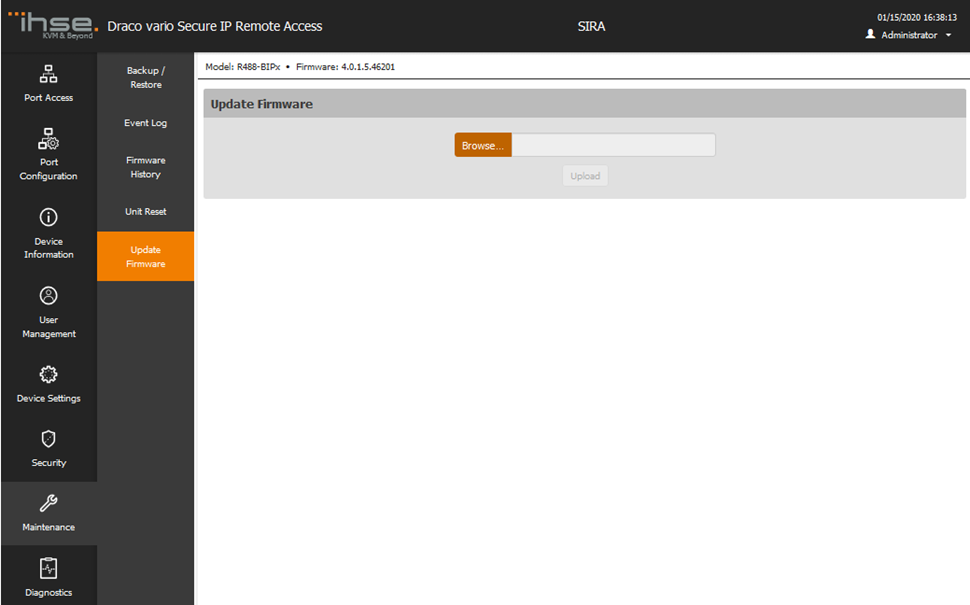 ihse.
KVM & Beyond
Draco vario Secure IP Remote Access
SIRA
01/15/2020 16:38:13
Administrator
Port Access
Port
Configuration
Device
Information
User
Management
Device Settings
Security
Maintenance
Diagnostics
Backup /
Restore
Event Log
Firmware
History
Unit Reset
Update
Firmware
Model: R488-BIPx • Firmware: 4.0.1.5.46201
Update Firmware
Browse...
Upload